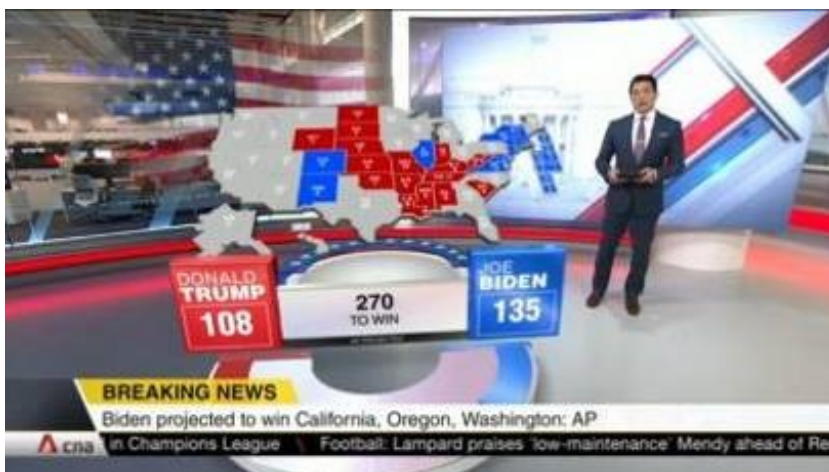 DONALD
TRUMP
108
270
TO WIN
JOE
BIDEN
135
BREAKING NEWS
Biden projected to win California, Oregon, Washington: AP
cna
in Champions League \ Football: Lampard praises 'low-maintenance' Mendy ahead of Re